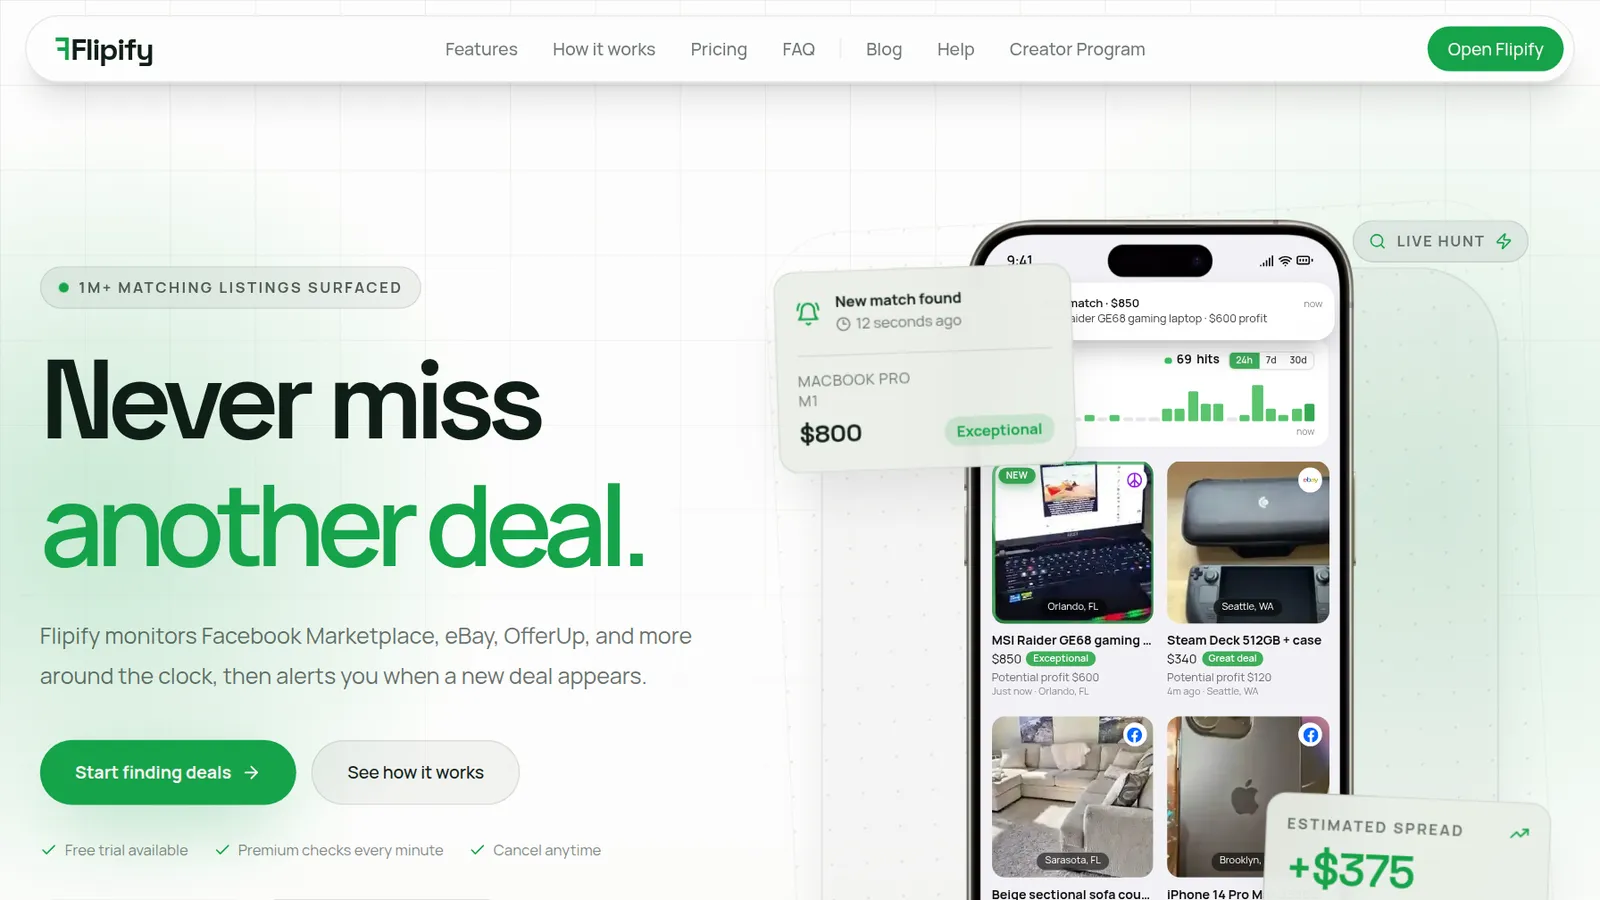 Flipify
Features
How it works
Pricing
FAQ
Blog
Help
Creator Program
Open Flipify
1M+ MATCHING LISTINGS SURFACED
Never miss
another deal.
Flipify monitors Facebook Marketplace, eBay, OfferUp, and more
around the clock, then alerts you when a new deal appears.
Start finding deals
See how it works
Free trial available
Premium checks every minute
Cancel anytime
LIVE HUNT
9:41
New match found
12 seconds ago
MACBOOK PRO
M1
$800
Exceptional
match · $850
now
aider GE68 gaming laptop · $600 profit
69 hits
24h
7d
30d
now
NEW
Orlando, FL
MSI Raider GE68 gaming ...
$850
Exceptional
Potential profit $600
Just now · Orlando, FL
ebay
Seattle, WA
Steam Deck 512GB + case
$340
Great deal
Potential profit $120
4m ago · Seattle, WA
Sarasota, FL
Beige sectional sofa cou...
Brooklyn,
iPhone 14 Pro M
ESTIMATED SPREAD
+$375